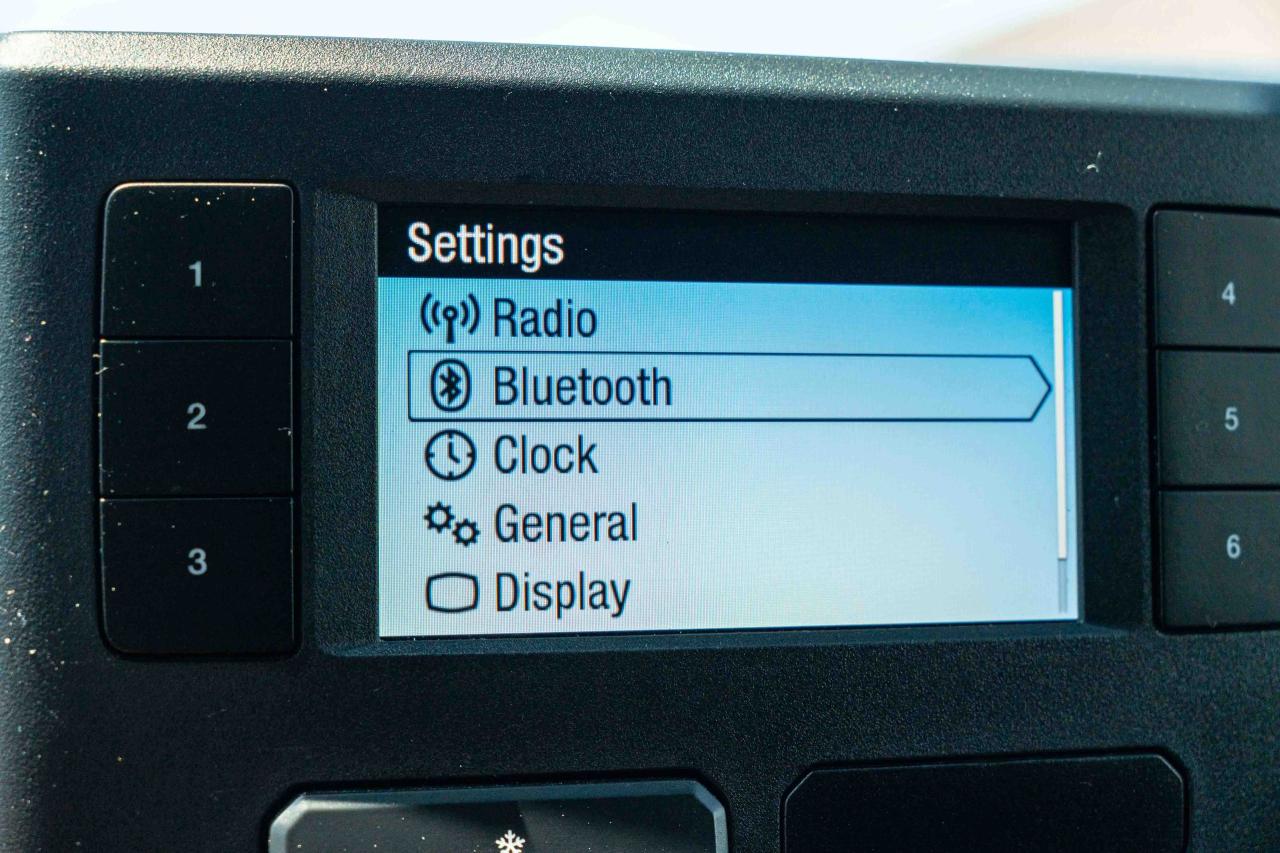 Settings
Radio
Bluetooth
Clock
General
Display
1
2
3
4
5
6